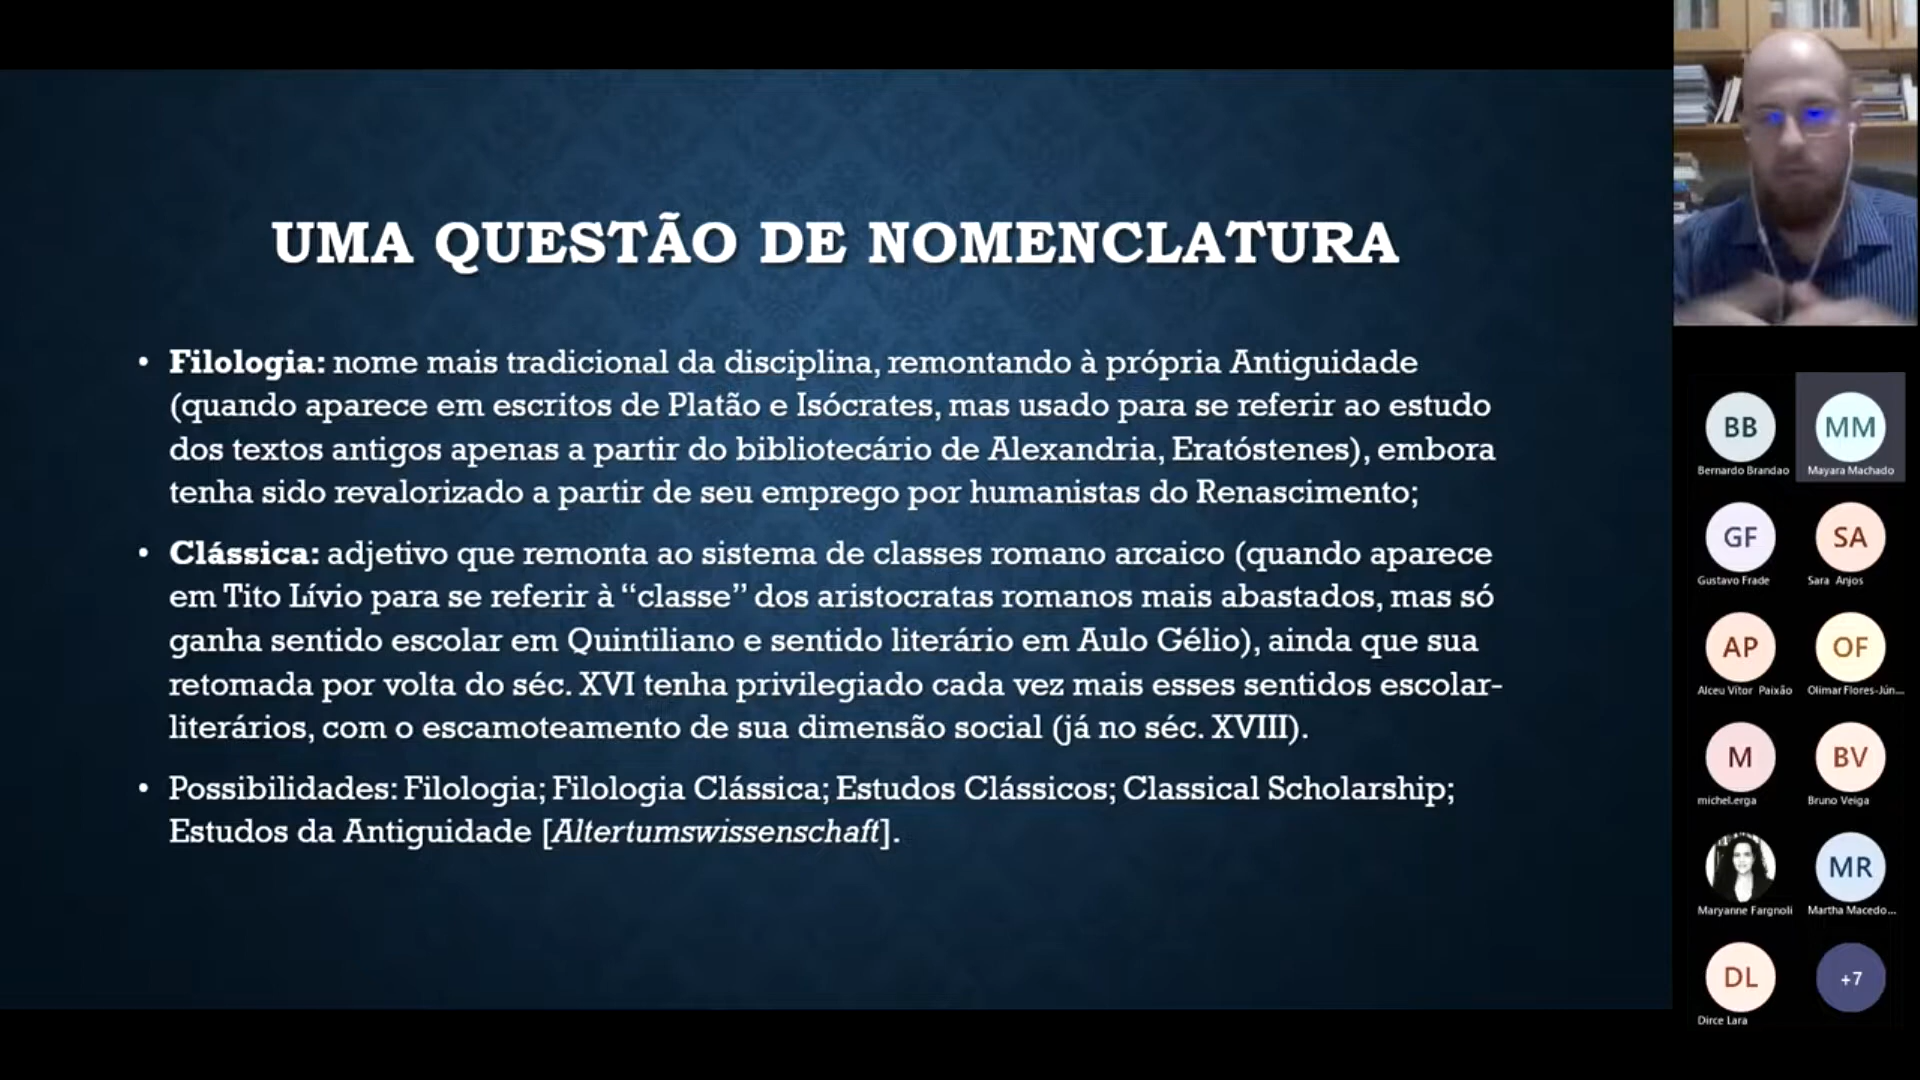 UMA QUESTÃO DE NOMENCLATURA
• Filologia: nome mais tradicional da disciplina, remontando à própria Antiguidade
(quando aparece em escritos de Platão e Isócrates, mas usado para se referir ao estudo
dos textos antigos apenas a partir do bibliotecário de Alexandria, Eratóstenes), embora
tenha sido revalorizado a partir de seu emprego por humanistas do Renascimento;
• Clássica: adjetivo que remonta ao sistema de classes romano arcaico (quando aparece
em Tito Lívio para se referir à “classe” dos aristocratas romanos mais abastados, mas só
ganha sentido escolar em Quintiliano e sentido literário em Aulo Gélio), ainda que sua
retomada por volta do séc. XVI tenha privilegiado cada vez mais esses sentidos escolar-
literários, com o escamoteamento de sua dimensão social (já no séc. XVIII).
• Possibilidades: Filologia; Filologia Clássica; Estudos Clássicos; Classical Scholarship;
Estudos da Antiguidade [Altertumswissenschaft].
BB MM
Bernardo Brandao Mayara Machado
GF SA
Gustavo Frade Sara Anjos
AP OF
Alceu Vitor Paixão Olimar Flores-Jún...
M BV
michel.erga Bruno Veiga
MR
Maryanne Fargnoli Martha Macedo...
DL +7
Dirce Lara